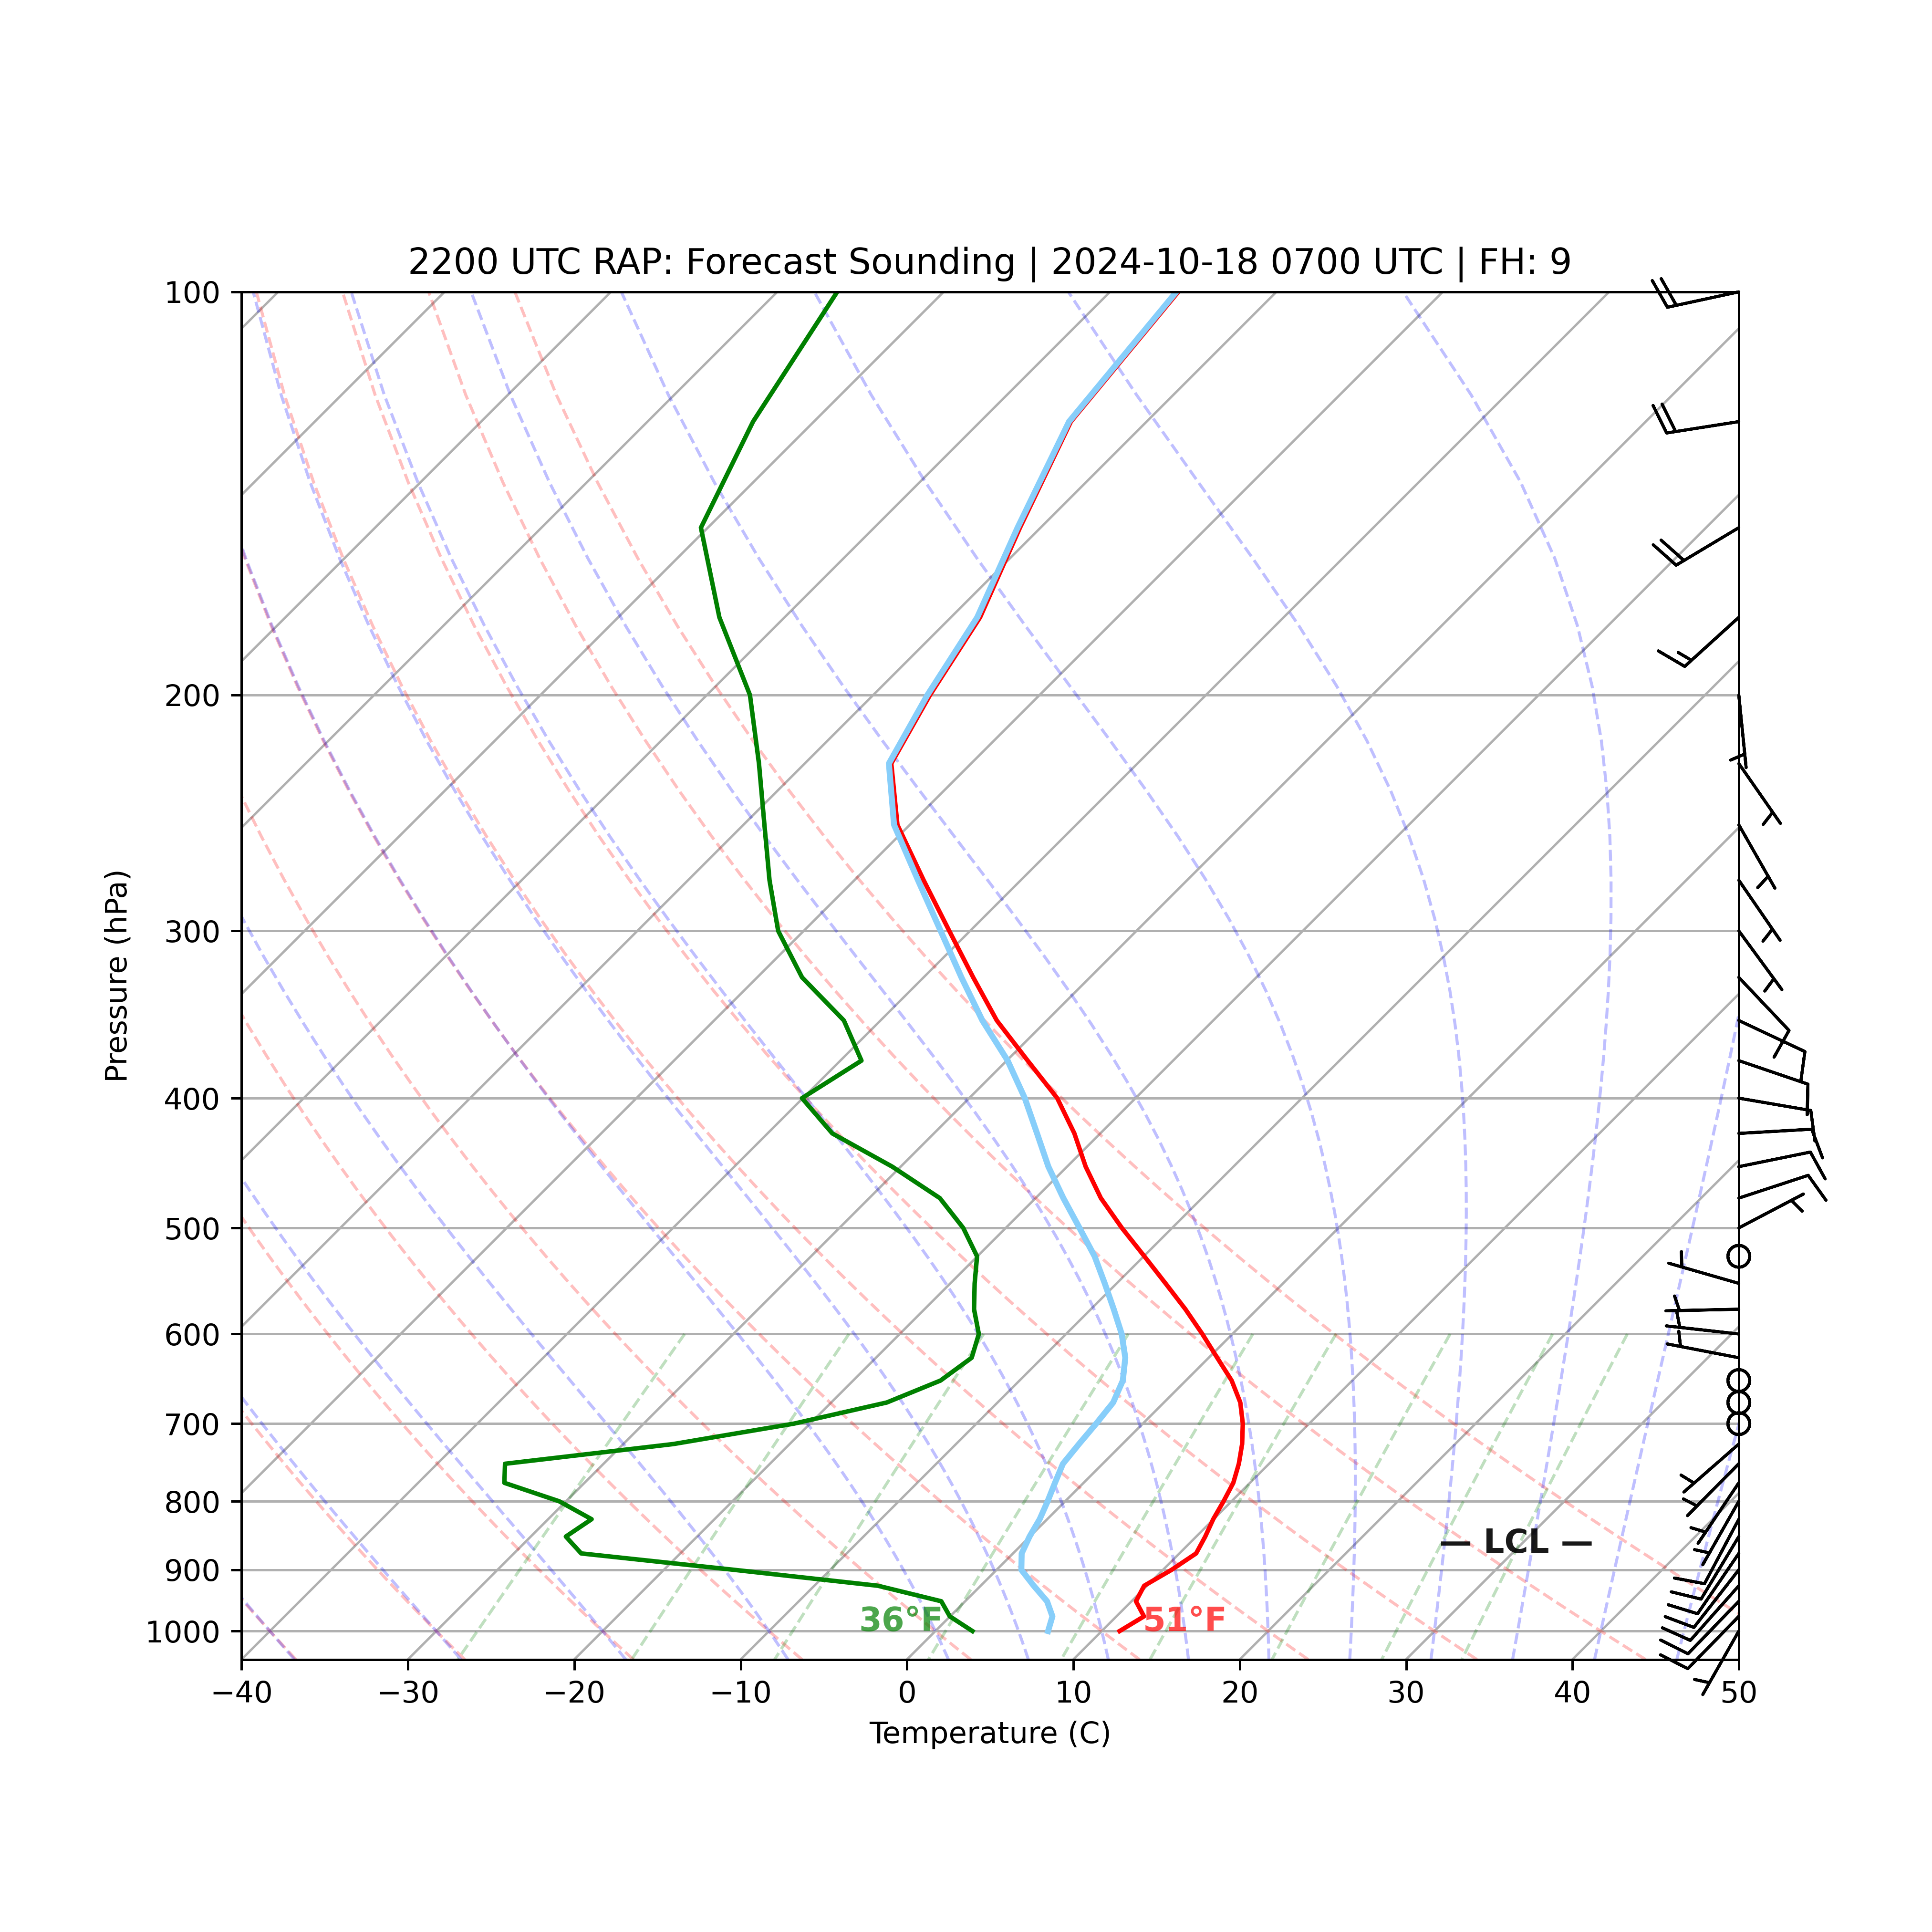 2200 UTC RAP: Forecast Sounding | 2024-10-18 0700 UTC | FH: 9
100
200
300
400
500
600
700
800
900
1000
Pressure (hPa)
— LCL —
36°F
51°F
−40 −30 −20 −10 0 10 20 30 40 50
Temperature (C)